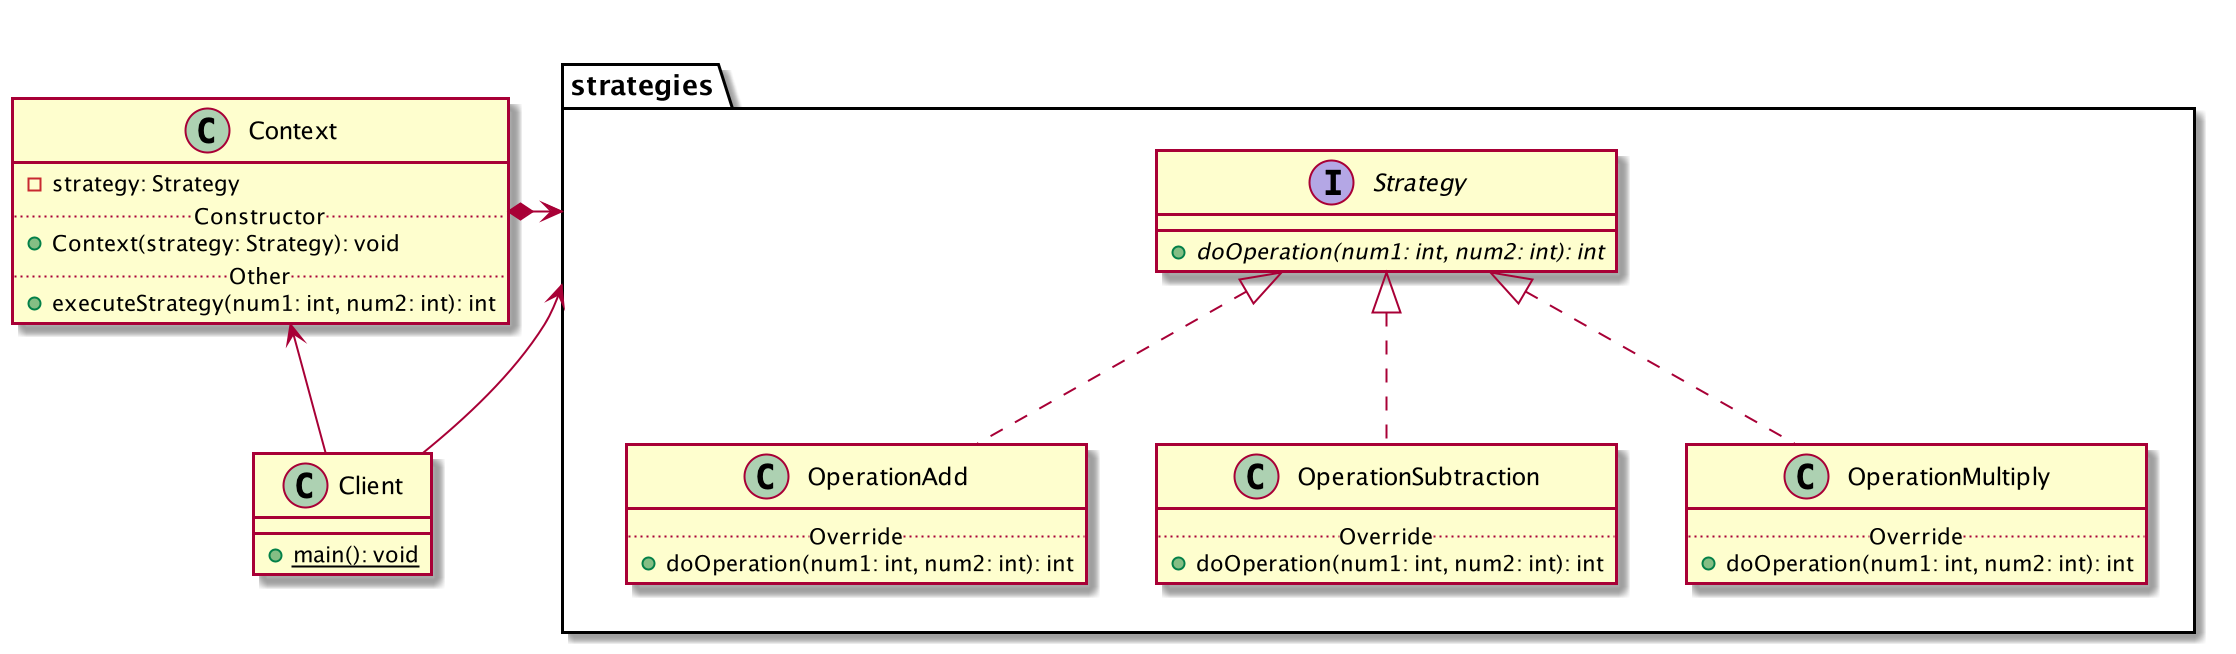 strategies
C Context
strategy: Strategy
Constructor
Context(strategy: Strategy): void
Other
executeStrategy(num1: int, num2: int): int
I Strategy
doOperation(num1: int, num2: int): int
C Client
main(): void
C OperationAdd
Override
doOperation(num1: int, num2: int): int
C OperationSubtraction
Override
doOperation(num1: int, num2: int): int
C OperationMultiply
Override
doOperation(num1: int, num2: int): int